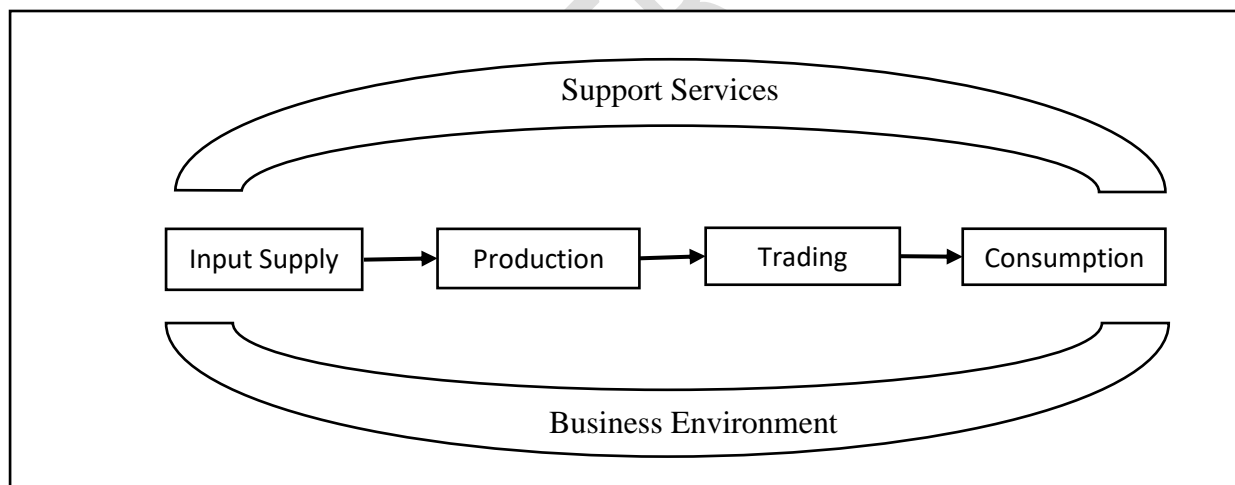 Support Services
Input Supply
Production
Trading
Consumption
Business Environment